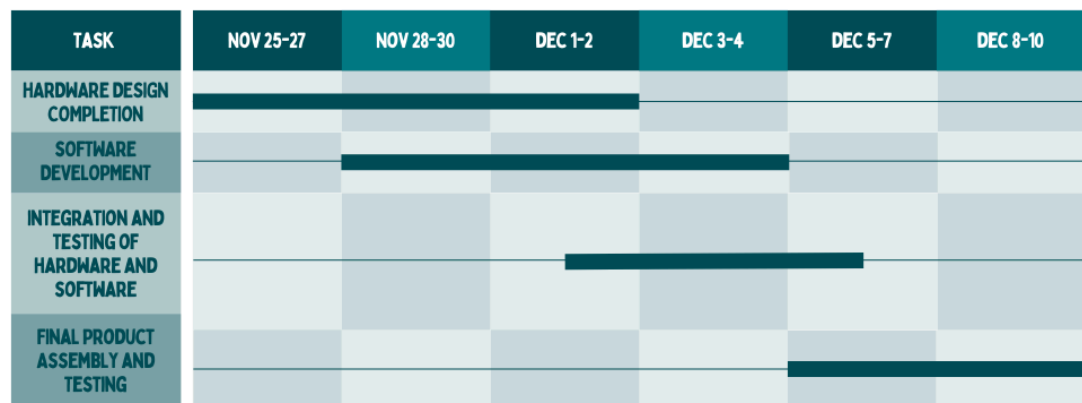 TASK
NOV 25-27
NOV 28-30
DEC 1-2
DEC 3-4
DEC 5-7
DEC 8-10
HARDWARE DESIGN
COMPLETION
SOFTWARE
DEVELOPMENT
INTEGRATION AND
TESTING OF
HARDWARE AND
SOFTWARE
FINAL PRODUCT
ASSEMBLY AND
TESTING